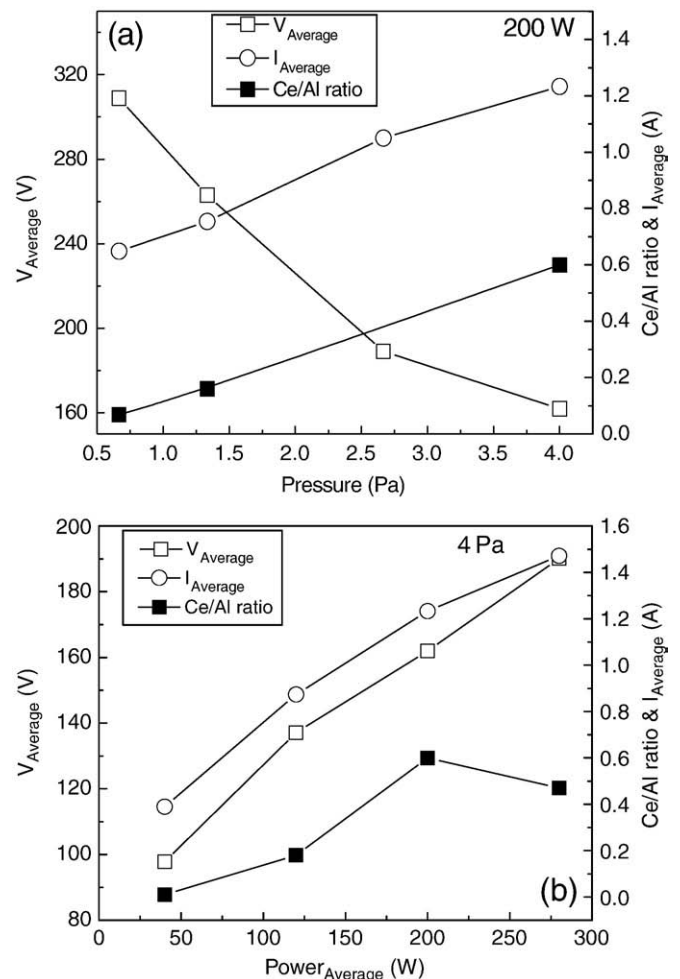 (a)
200 W
V_Average
I_Average
Ce/Al ratio
320
280
240
200
160
V_Average (V)
1.4
1.2
1.0
0.8
0.6
0.4
0.2
0.0
Ce/Al ratio & I_Average (A)
0.5 1.0 1.5 2.0 2.5 3.0 3.5 4.0
Pressure (Pa)
4 Pa
V_Average
I_Average
Ce/Al ratio
200
180
160
140
120
100
80
V_Average (V)
1.6
1.4
1.2
1.0
0.8
0.6
0.4
0.2
0.0
Ce/Al ratio & I_Average (A)
(b)
0 50 100 150 200 250 300
Power_Average (W)